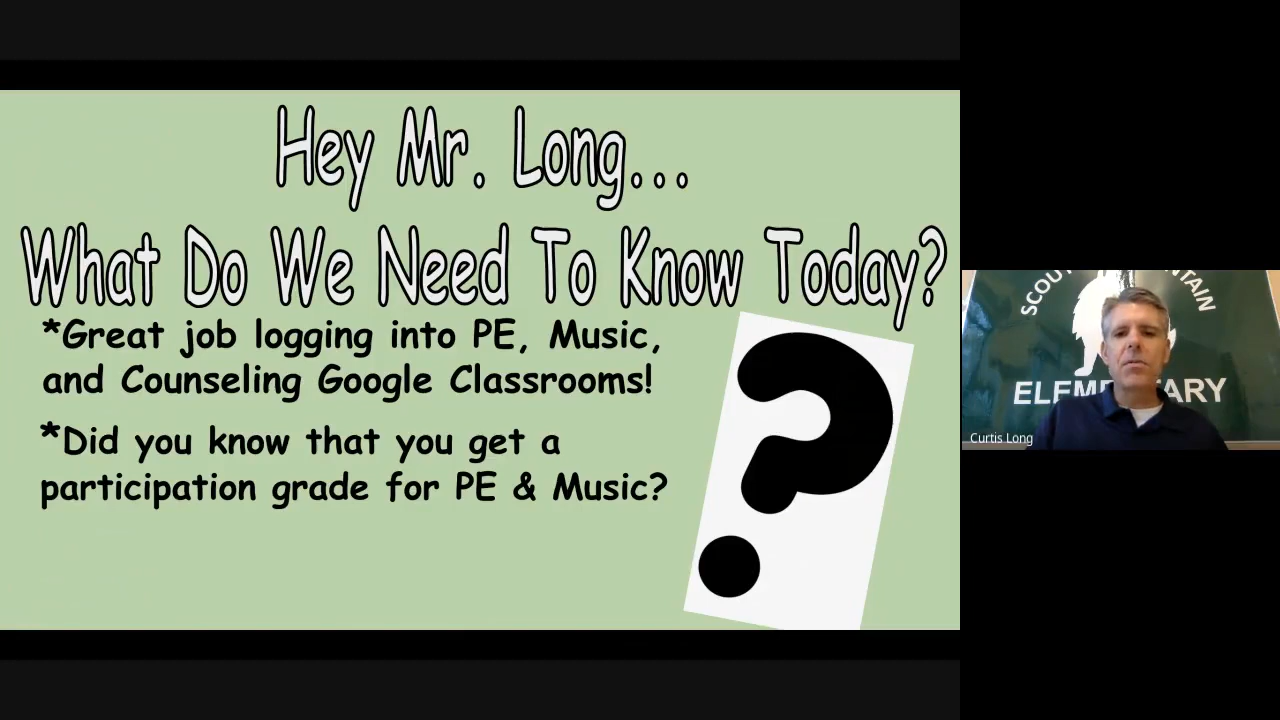 Hey Mr. Long...
What Do We Need To Know Today?
*Great job logging into PE, Music,
and Counseling Google Classrooms!
*Did you know that you get a
participation grade for PE & Music?
ELEMENTARY
Curtis Long